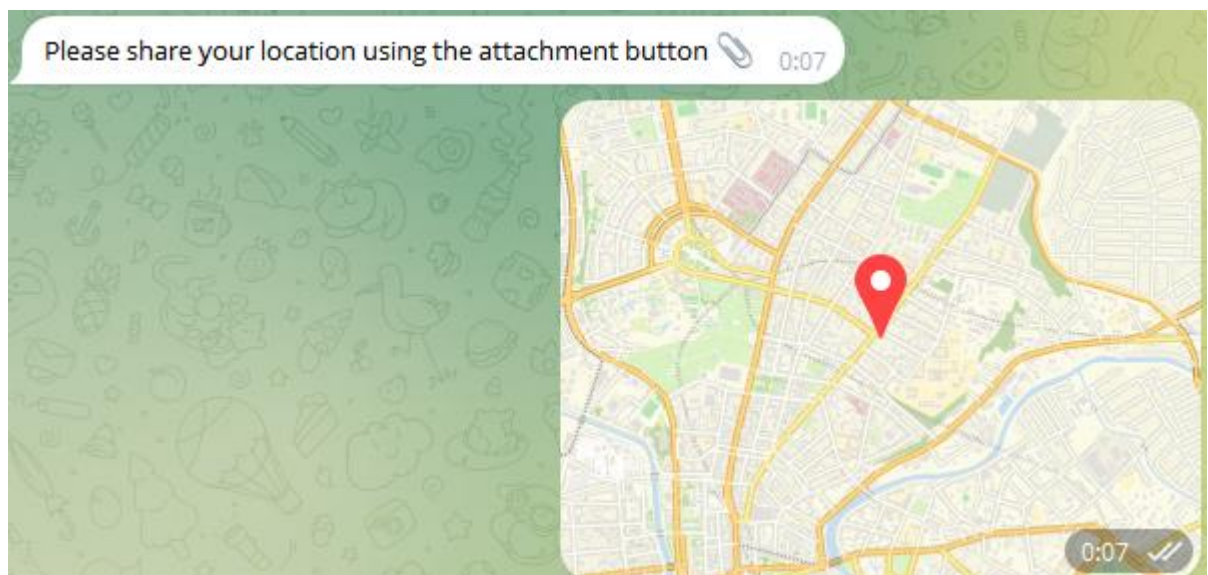 Please share your location using the attachment button 📎 0:07
0:07